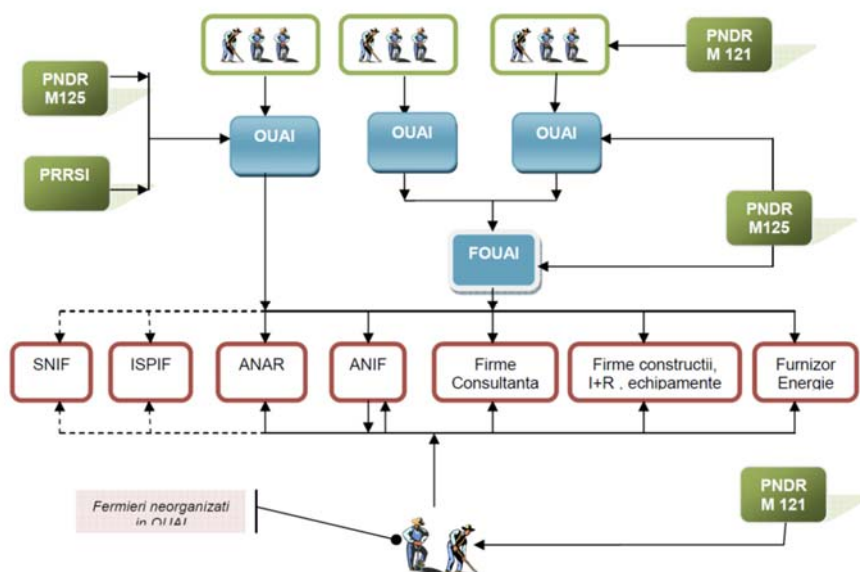 PNDR
M125
PRRSI
PNDR
M 121
OUAI
OUAI
OUAI
PNDR
M125
FOUAI
SNIF
ISPIF
ANAR
ANIF
Firme
Consultanta
Firme constructii,
I+R , echipamente
Furnizor
Energie
Fermieri neorganizati
in OUAI
PNDR
M 121